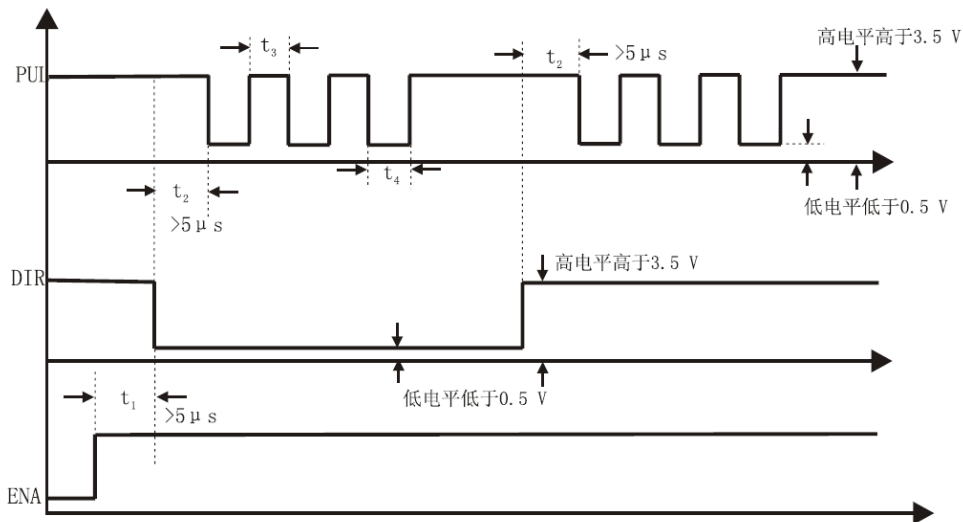 高电平高于3.5 V
t₃
t₂
>5μs
PUL
t₂
t₄
>5μs
低电平低于0.5 V
DIR
高电平高于3.5 V
t₁
>5μs
低电平低于0.5 V
ENA